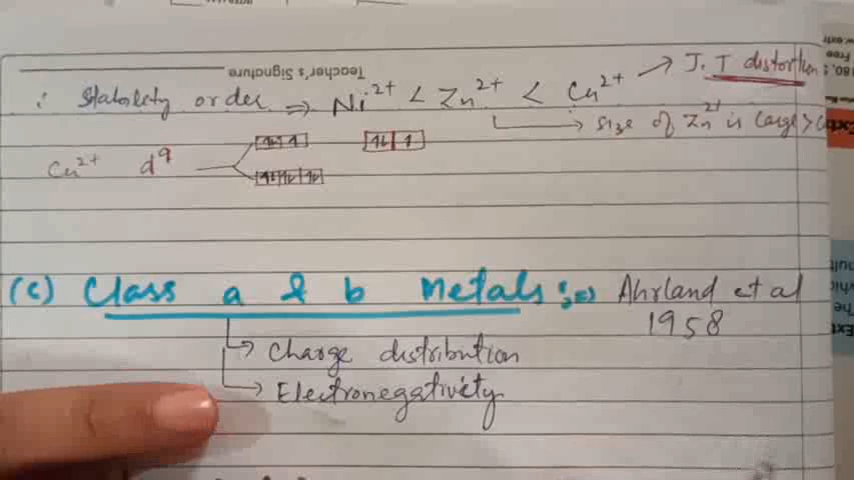 Teacher's Signature
∴ Stability order ⇒ Ni²⁺ < Zn²⁺ < Cu²⁺ → J.T distortion
→ size of Zn²⁺ is large >
Cu²⁺ d⁹
(c) Class a & b Metals :⇒ Ahrland et al
1958
→ Charge distribution
→ Electronegativity